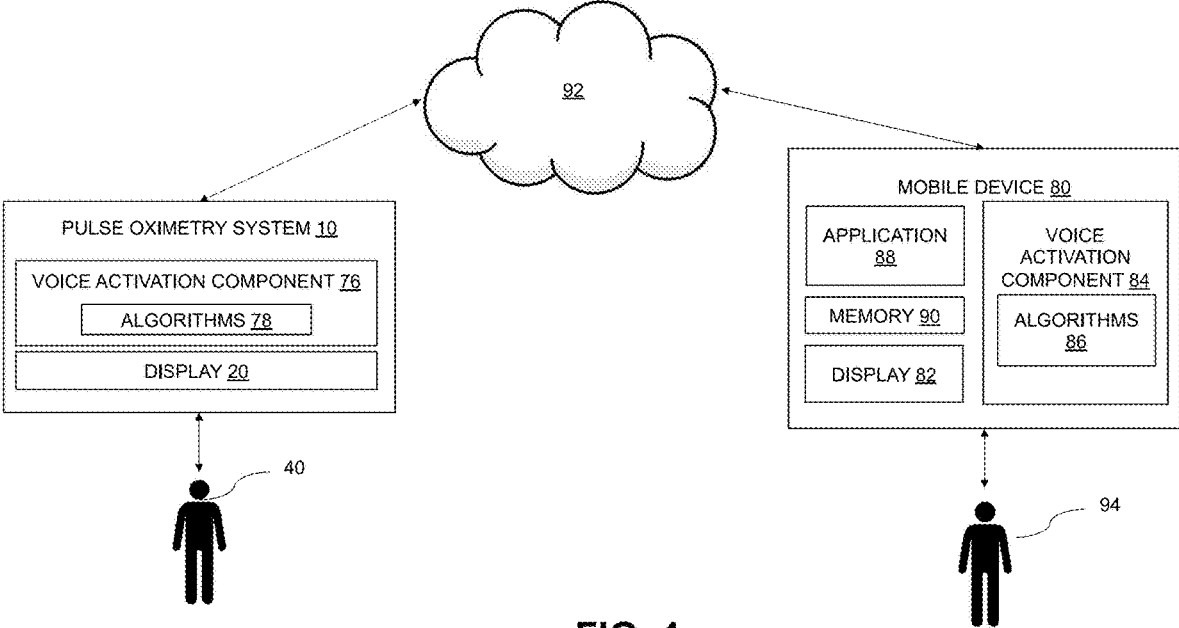 92
PULSE OXIMETRY SYSTEM 10
VOICE ACTIVATION COMPONENT 76
ALGORITHMS 78
DISPLAY 20
40
MOBILE DEVICE 80
APPLICATION
88
MEMORY 90
DISPLAY 82
VOICE
ACTIVATION
COMPONENT 84
ALGORITHMS
86
94